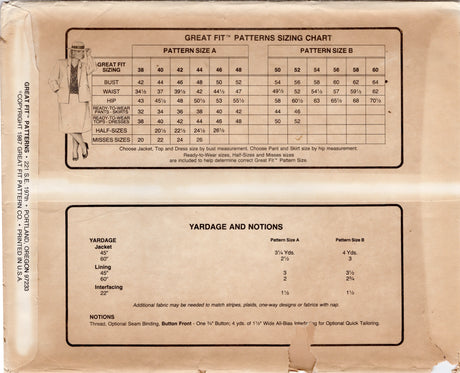 GREAT FIT™ PATTERNS SIZING CHART
PATTERN SIZE A PATTERN SIZE B
GREAT FIT SIZING 38 40 42 44 46 48 50 52 54 56 58 60
BUST 42 44 46 48 50 52 54 56 58 60 62 64
WAIST 34½ 37 39½ 42 44½ 47 49½ 52 54½ 57 59½ 62
HIP 43 45½ 48 50½ 53 55½ 58 60½ 63 65½ 68 70½
READY-TO-WEAR
PANTS - SKIRTS 32 34 36 38 40 42 44 46
READY-TO-WEAR
TOPS-DRESSES 38 40 42 44 46 48 50 52
HALF-SIZES 20½ 22½ 24½ 26½
MISSES SIZES 20 22 24 26
Choose Jacket, Top and Dress size by bust measurement. Choose Pant and Skirt size by hip measurement.
Ready-to-Wear sizes, Half-Sizes and Misses sizes
are included to help determine correct Great Fit™ Pattern Size.
GREAT FIT™ PATTERNS · 221 S.E. 197th · PORTLAND, OREGON 97233
©COPYRIGHT 1987 GREAT FIT PATTERN CO. · PRINTED IN U.S.A.
YARDAGE AND NOTIONS
YARDAGE Pattern Size A Pattern Size B
Jacket
45" 3¼ Yds. 4 Yds.
60" 2½ 3
Lining
45" 3 3½
60" 2 2¾
Interfacing
22" 1½ 1½
Additional fabric may be needed to match stripes, plaids, one-way designs or fabrics with nap.
NOTIONS
Thread, Optional Seam Binding, Button Front - One ¾" Button; 4 yds. of 1½" Wide All-Bias Interfacing for Optional Quick Tailoring.